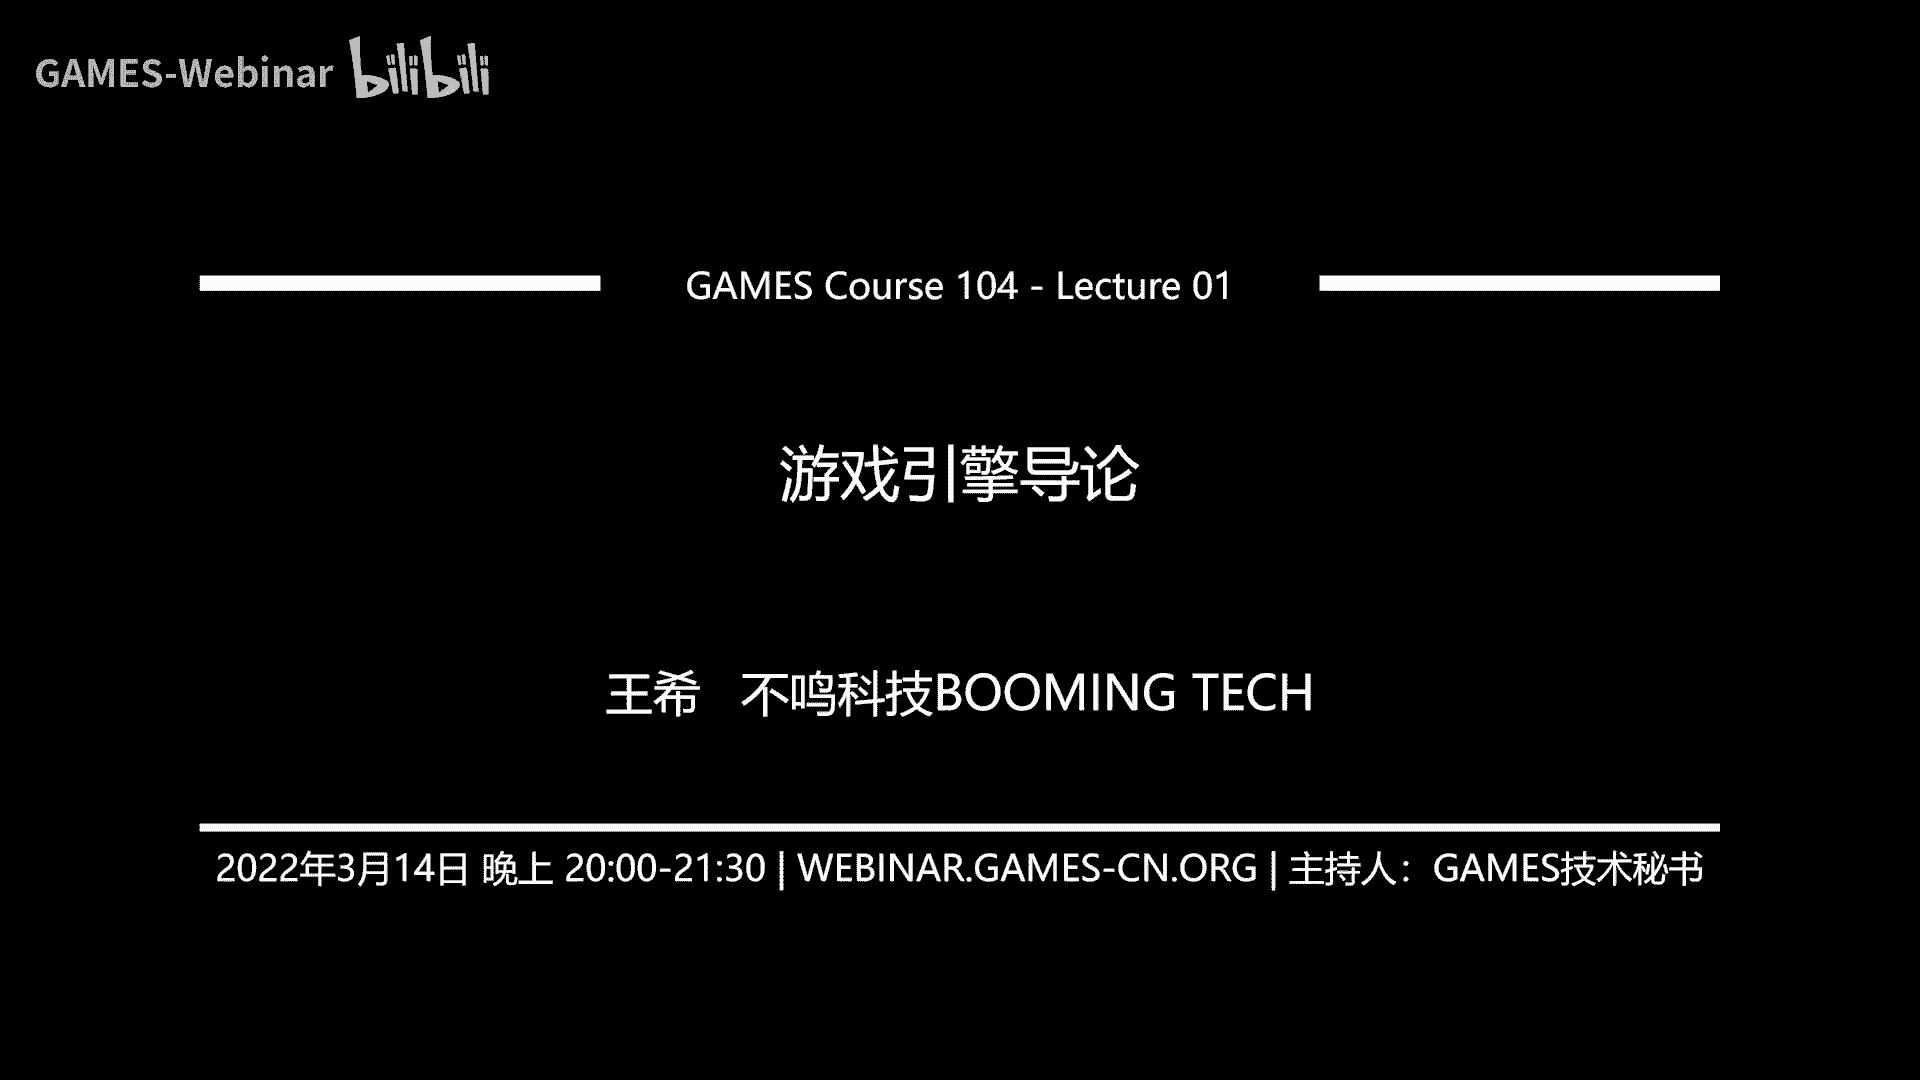 GAMES-Webinar bilibili
GAMES Course 104 - Lecture 01
游戏引擎导论
王希 不鸣科技BOOMING TECH
2022年3月14日 晚上 20:00-21:30 | WEBINAR.GAMES-CN.ORG | 主持人：GAMES技术秘书